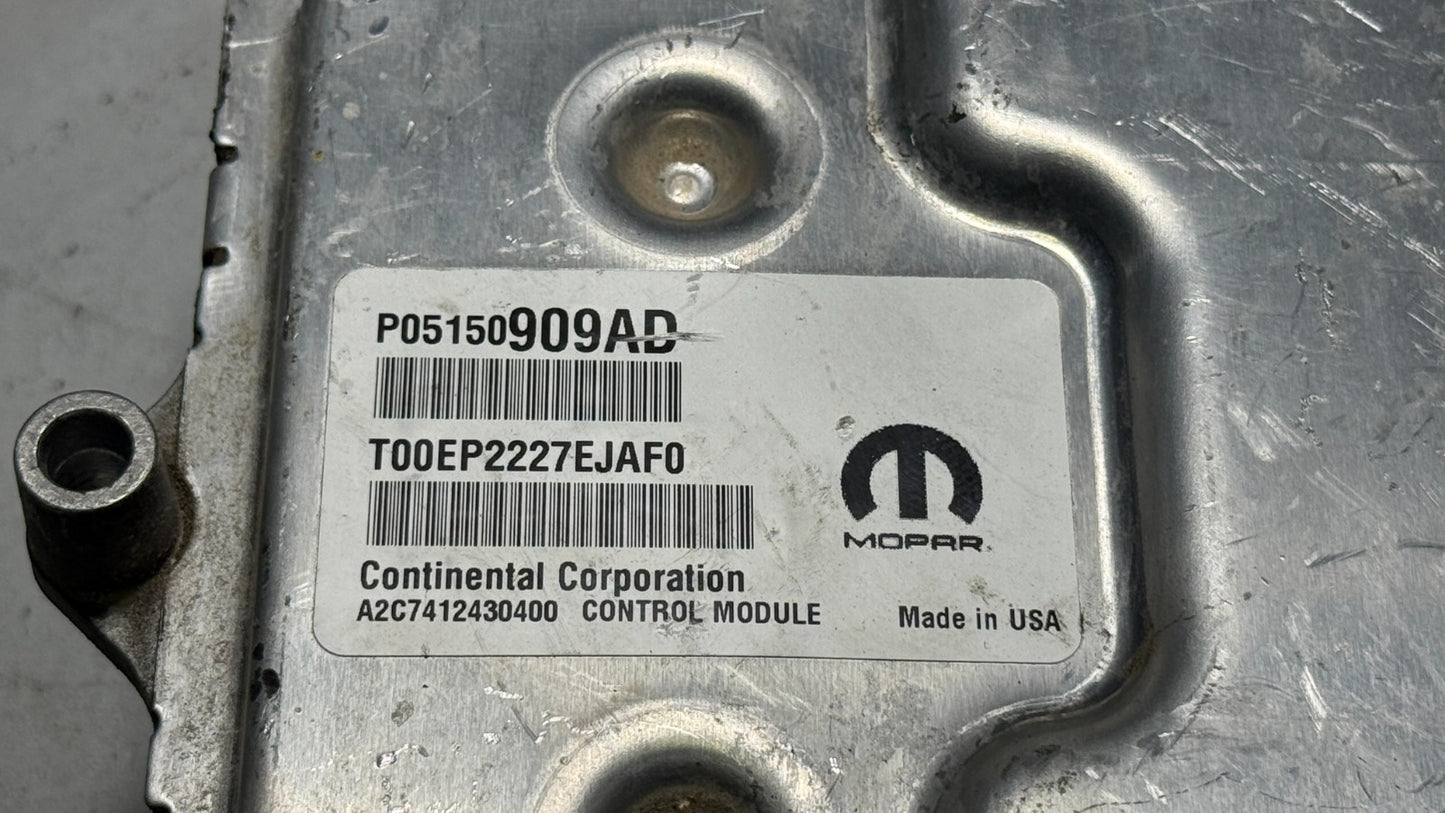 P05150909AD
T00EP2227EJAF0
MOPAR
Continental Corporation
A2C7412430400 CONTROL MODULE
Made in USA